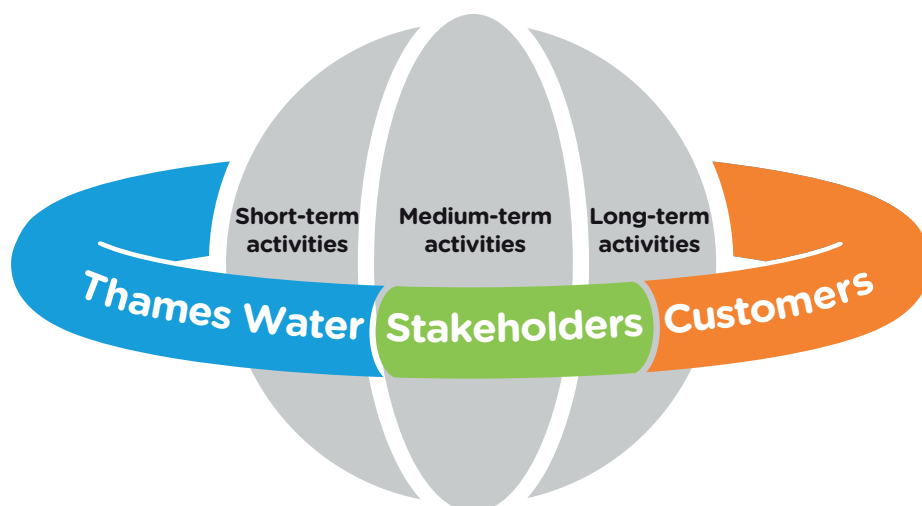 Short-term
activities
Medium-term
activities
Long-term
activities
Thames Water
Stakeholders
Customers